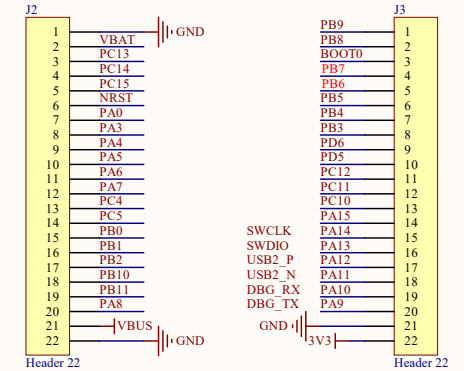 J2
1 GND
2 VBAT
3 PC13
4 PC14
5 PC15
6 NRST
7 PA0
8 PA3
9 PA4
10 PA5
11 PA6
12 PA7
13 PC4
14 PC5
15 PB0
16 PB1
17 PB2
18 PB10
19 PB11
20 PA8
21 VBUS
22 GND
Header 22
J3
PB9 1
PB8 2
BOOT0 3
PB7 4
PB6 5
PB5 6
PB4 7
PB3 8
PD6 9
PD5 10
PC12 11
PC11 12
PC10 13
PA15 14
SWCLK PA14 15
SWDIO PA13 16
USB2_P PA12 17
USB2_N PA11 18
DBG_RX PA10 19
DBG_TX PA9 20
GND 21
3V3 22
Header 22